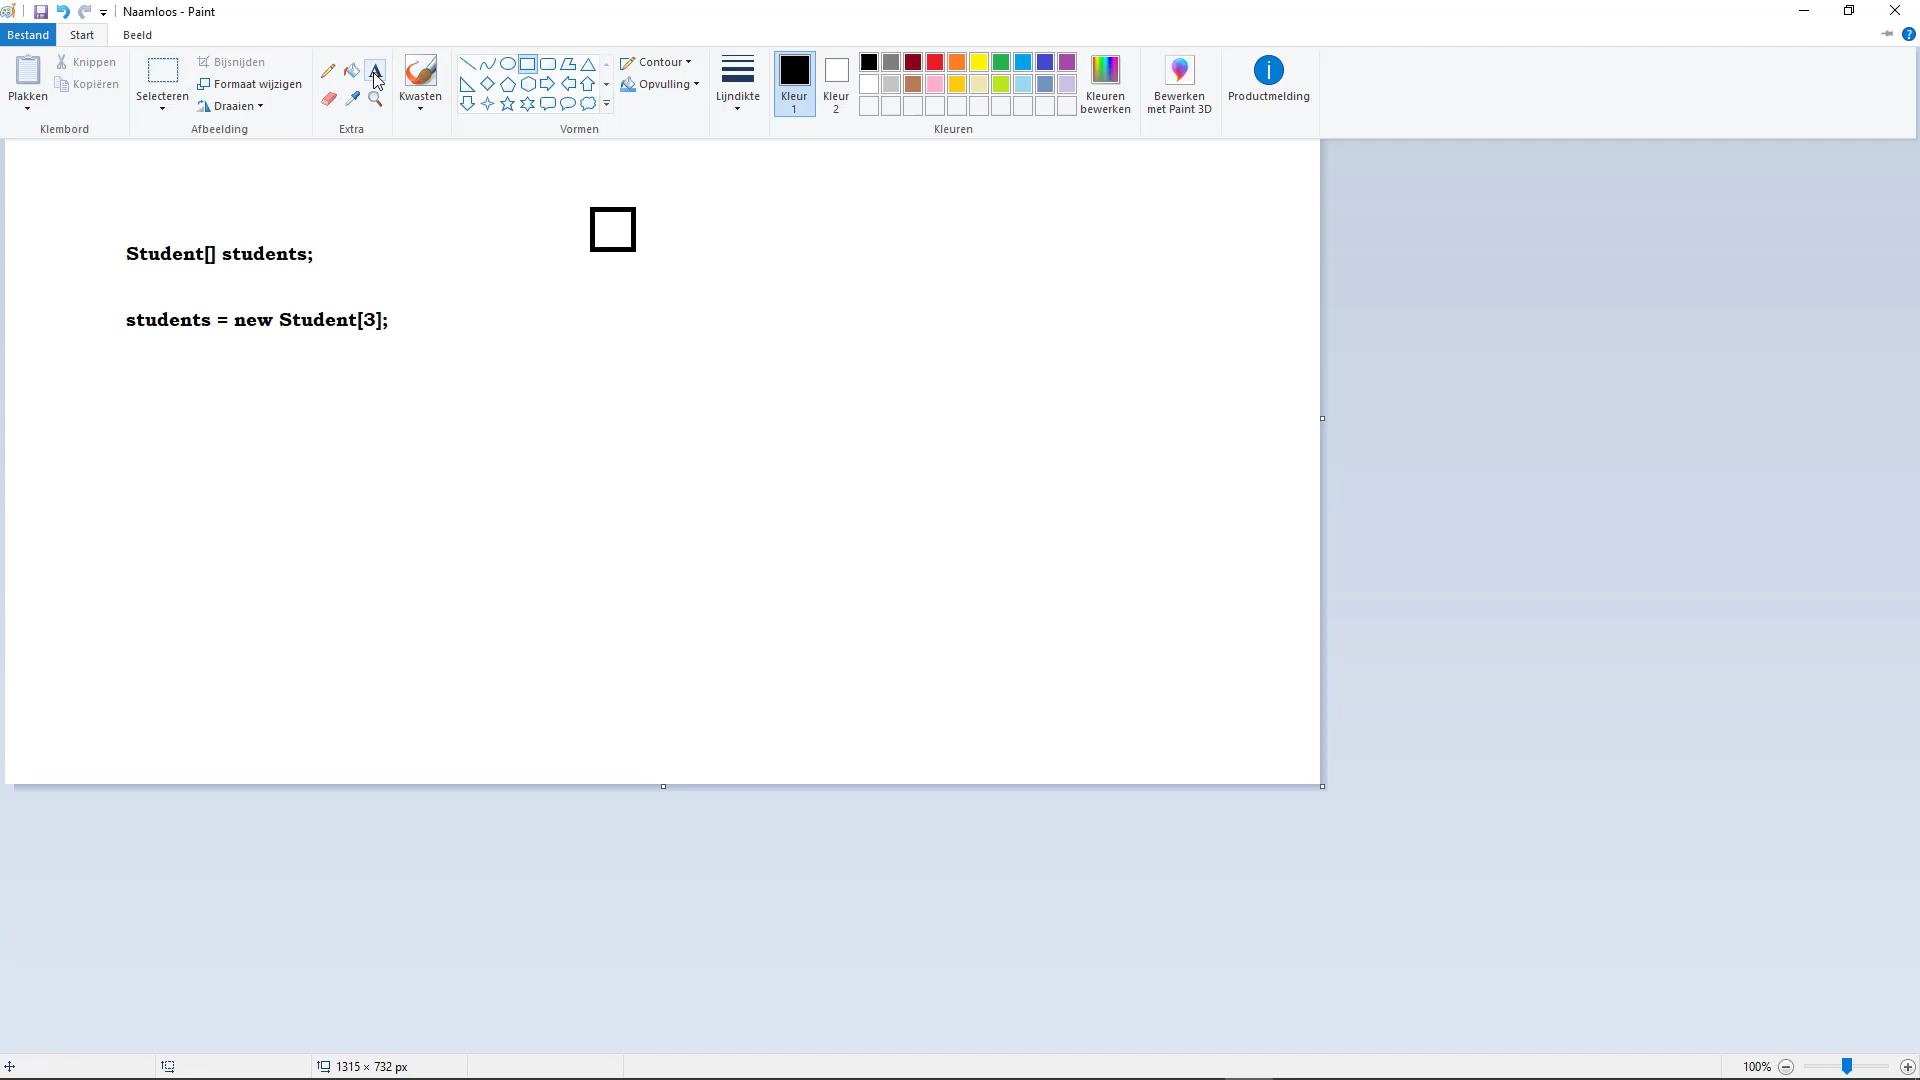 Naamloos - Paint
Bestand Start Beeld
Plakken
Knippen
Kopiëren
Klembord
Selecteren
Bijsnijden
Formaat wijzigen
Draaien
Afbeelding
A
Extra
Kwasten
Contour
Opvulling
Vormen
Lijndikte
Kleur
1
Kleur
2
Kleuren
bewerken
Kleuren
Bewerken
met Paint 3D
Productmelding
Student[] students;
students = new Student[3];
1315 × 732 px
100%